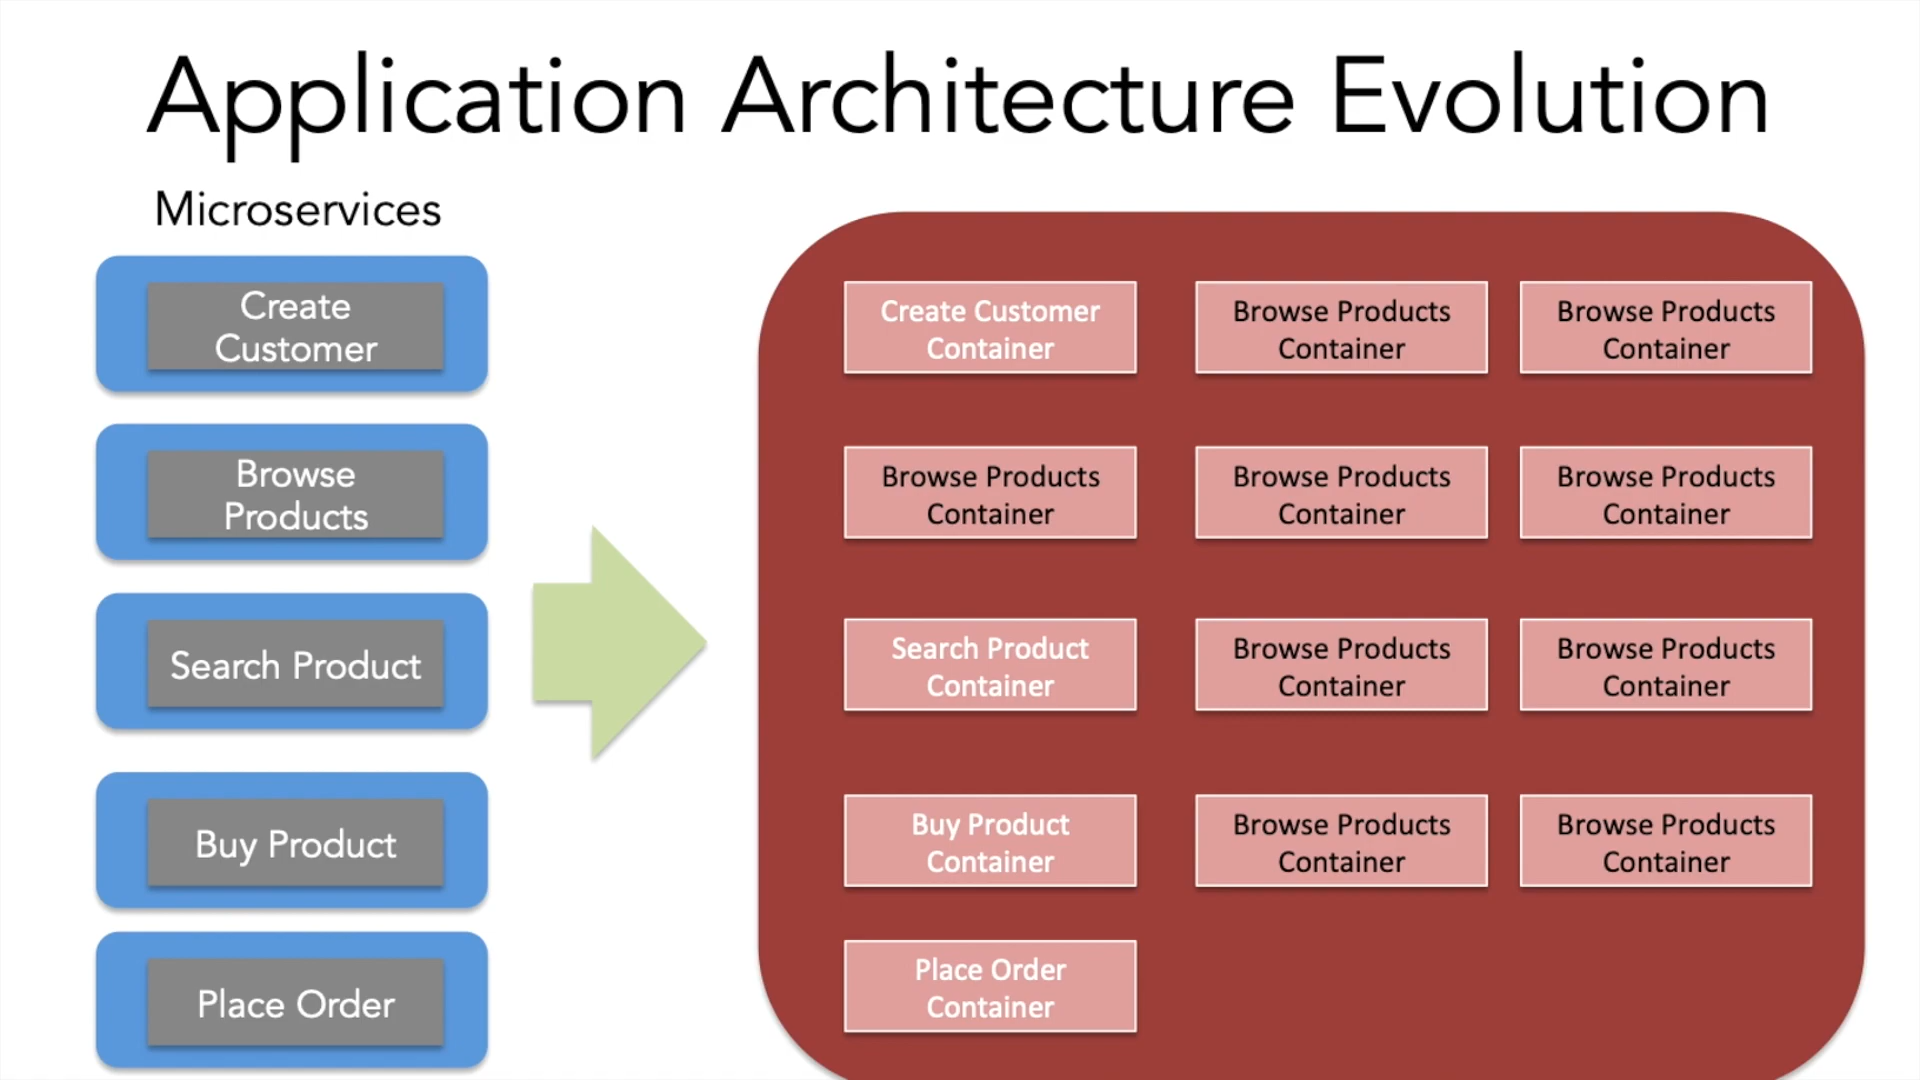 Application Architecture Evolution
Microservices
Create
Customer
Browse
Products
Search Product
Buy Product
Place Order
Create Customer
Container
Browse Products
Container
Browse Products
Container
Browse Products
Container
Browse Products
Container
Browse Products
Container
Search Product
Container
Browse Products
Container
Browse Products
Container
Buy Product
Container
Browse Products
Container
Browse Products
Container
Place Order
Container